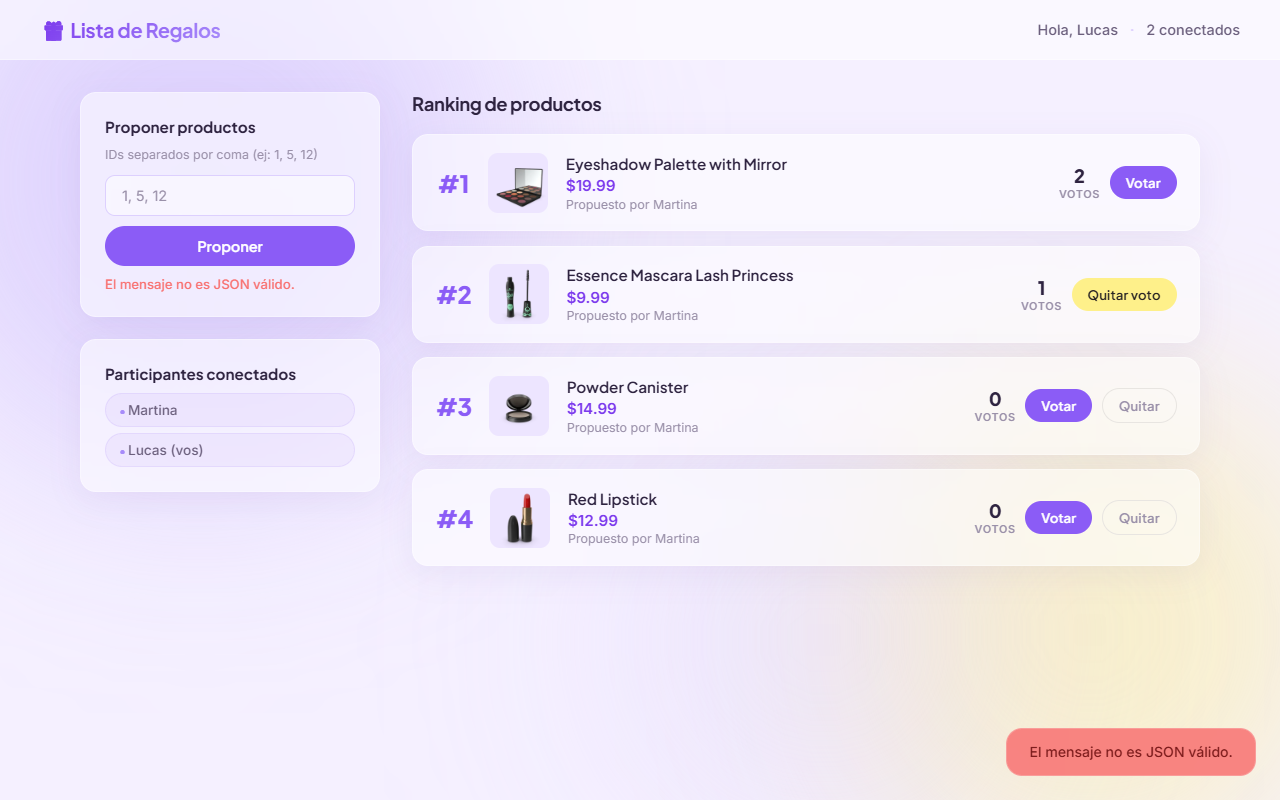 Lista de Regalos
Hola, Lucas · 2 conectados
Proponer productos
IDs separados por coma (ej: 1, 5, 12)
1, 5, 12
Proponer
El mensaje no es JSON válido.
Participantes conectados
Martina
Lucas (vos)
Ranking de productos
#1
Eyeshadow Palette with Mirror
$19.99
Propuesto por Martina
2
VOTOS
Votar
#2
Essence Mascara Lash Princess
$9.99
Propuesto por Martina
1
VOTOS
Quitar voto
#3
Powder Canister
$14.99
Propuesto por Martina
0
VOTOS
Votar
Quitar
#4
Red Lipstick
$12.99
Propuesto por Martina
0
VOTOS
Votar
Quitar
El mensaje no es JSON válido.